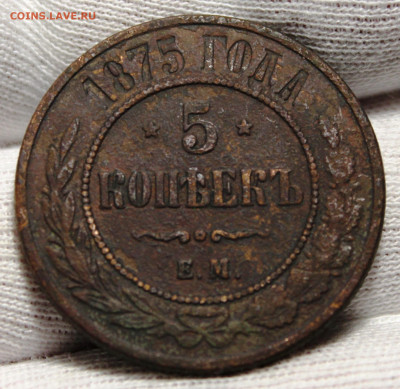 COINS.LAVE.RU
1875 ГОДА
5
КОПѢЕКЪ
Е.М.